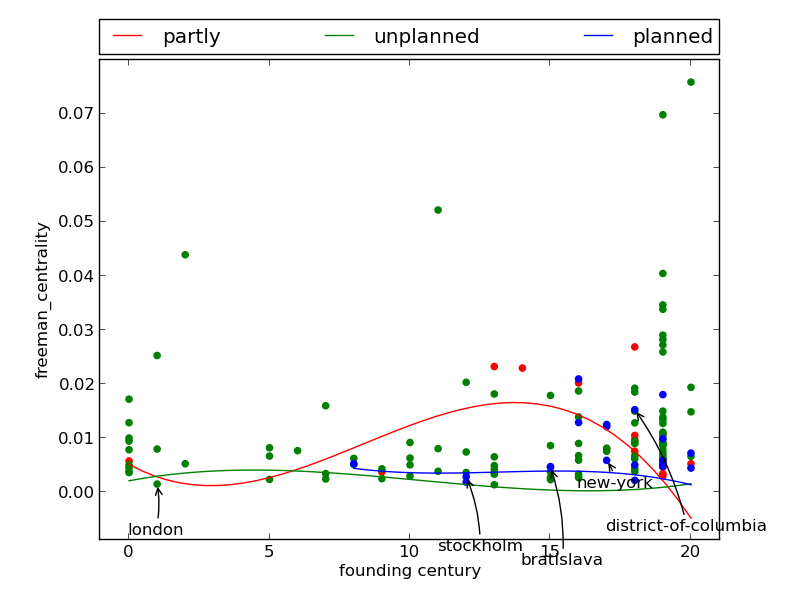 partly unplanned planned
freeman_centrality
0.07
0.06
0.05
0.04
0.03
0.02
0.01
0.00
new-york
district-of-columbia
london
stockholm
bratislava
0 5 10 15 20
founding century